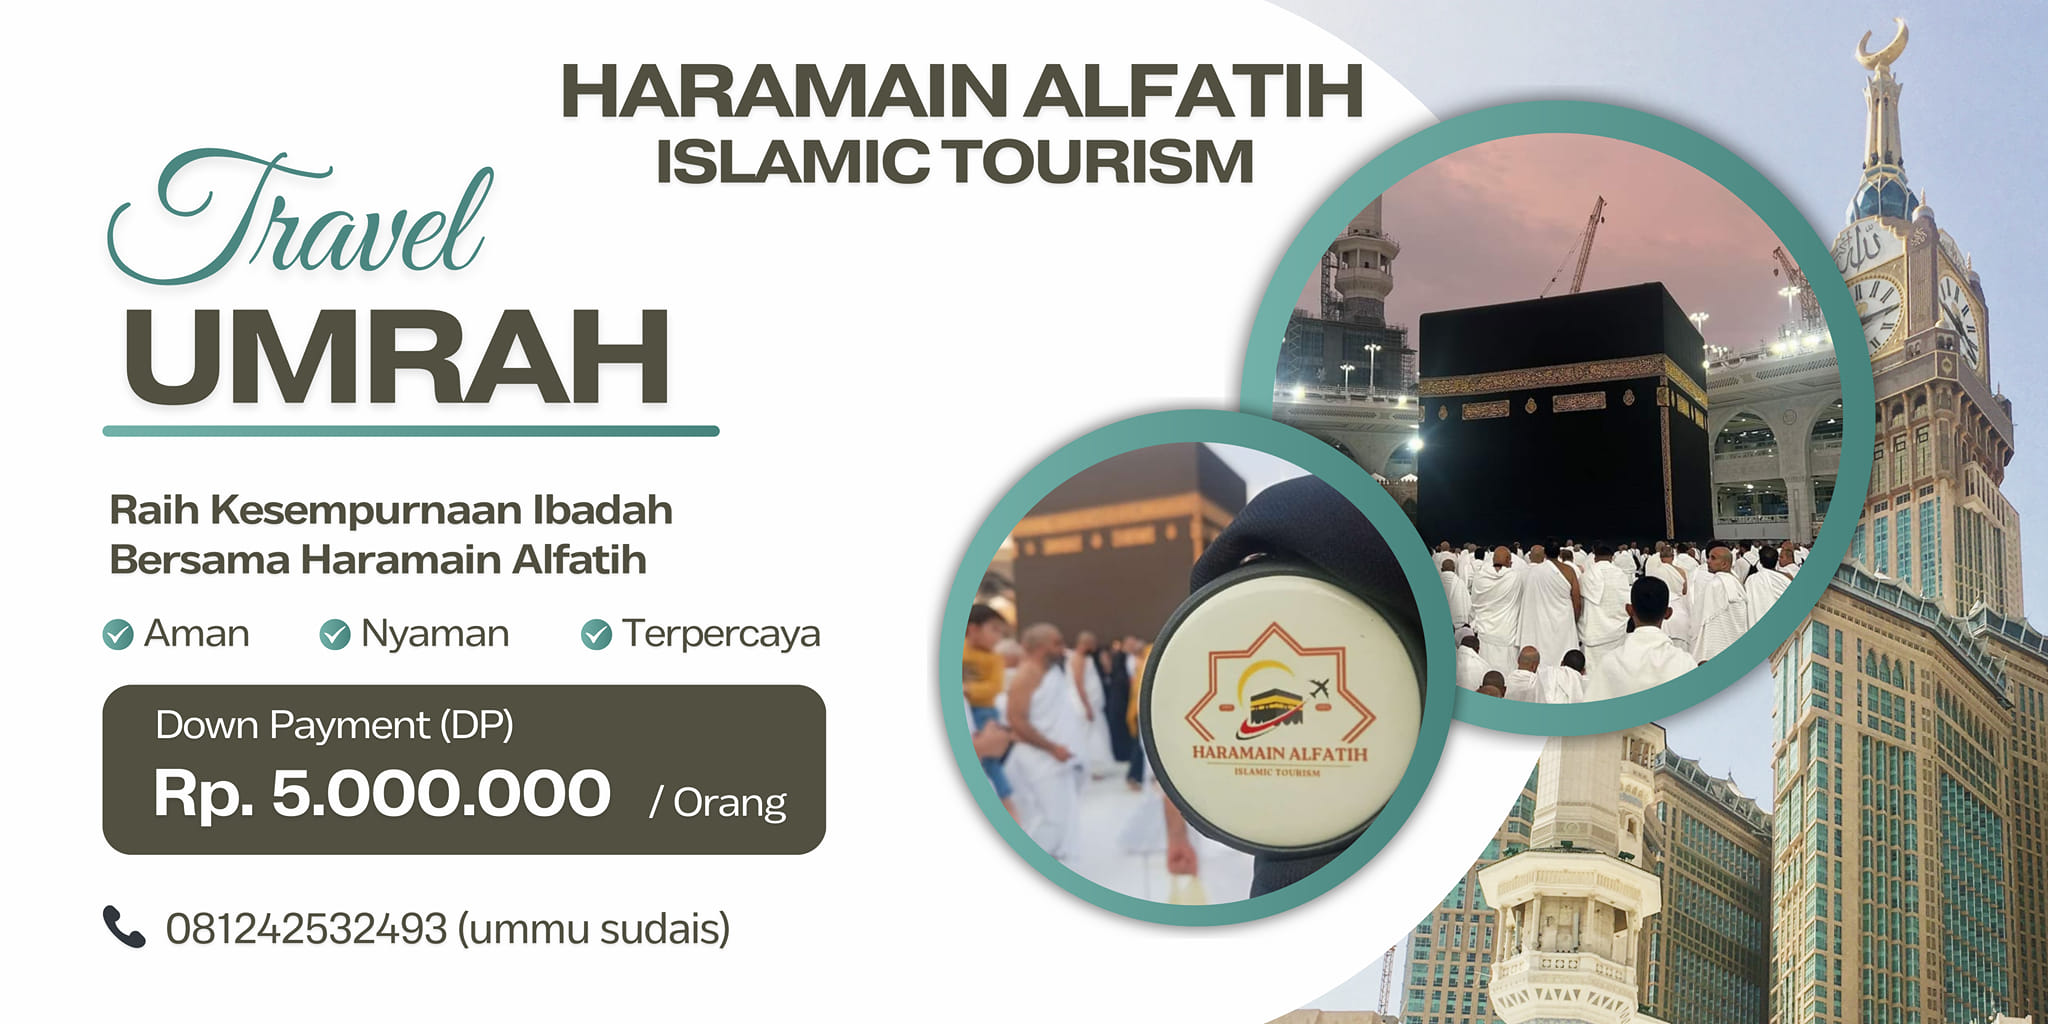 HARAMAIN ALFATIH
ISLAMIC TOURISM
Travel
UMRAH
Raih Kesempurnaan Ibadah
Bersama Haramain Alfatih
Aman
Nyaman
Terpercaya
Down Payment (DP)
Rp. 5.000.000 / Orang
081242532493 (ummu sudais)
HARAMAIN ALFATIH
ISLAMIC TOURISM
الله